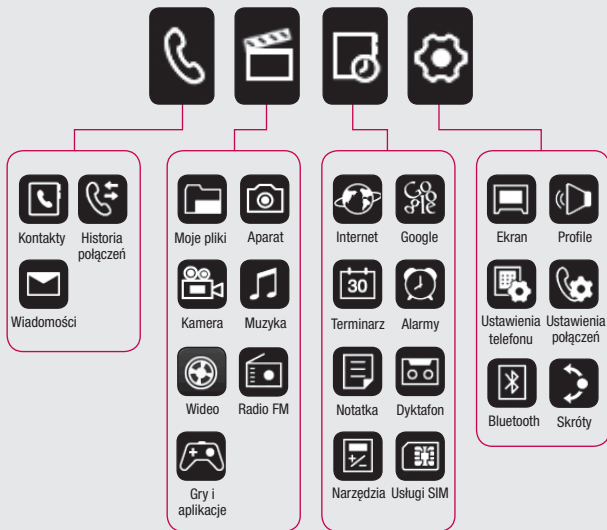 Kontakty
Historia
połączeń
Wiadomości
Moje pliki
Aparat
Kamera
Muzyka
Wideo
Radio FM
Gry i
aplikacje
Internet
Google
30
Terminarz
Alarmy
Notatka
Dyktafon
Narzędzia
Usługi SIM
Ekran
Profile
Ustawienia
telefonu
Ustawienia
połączeń
Bluetooth
Skróty